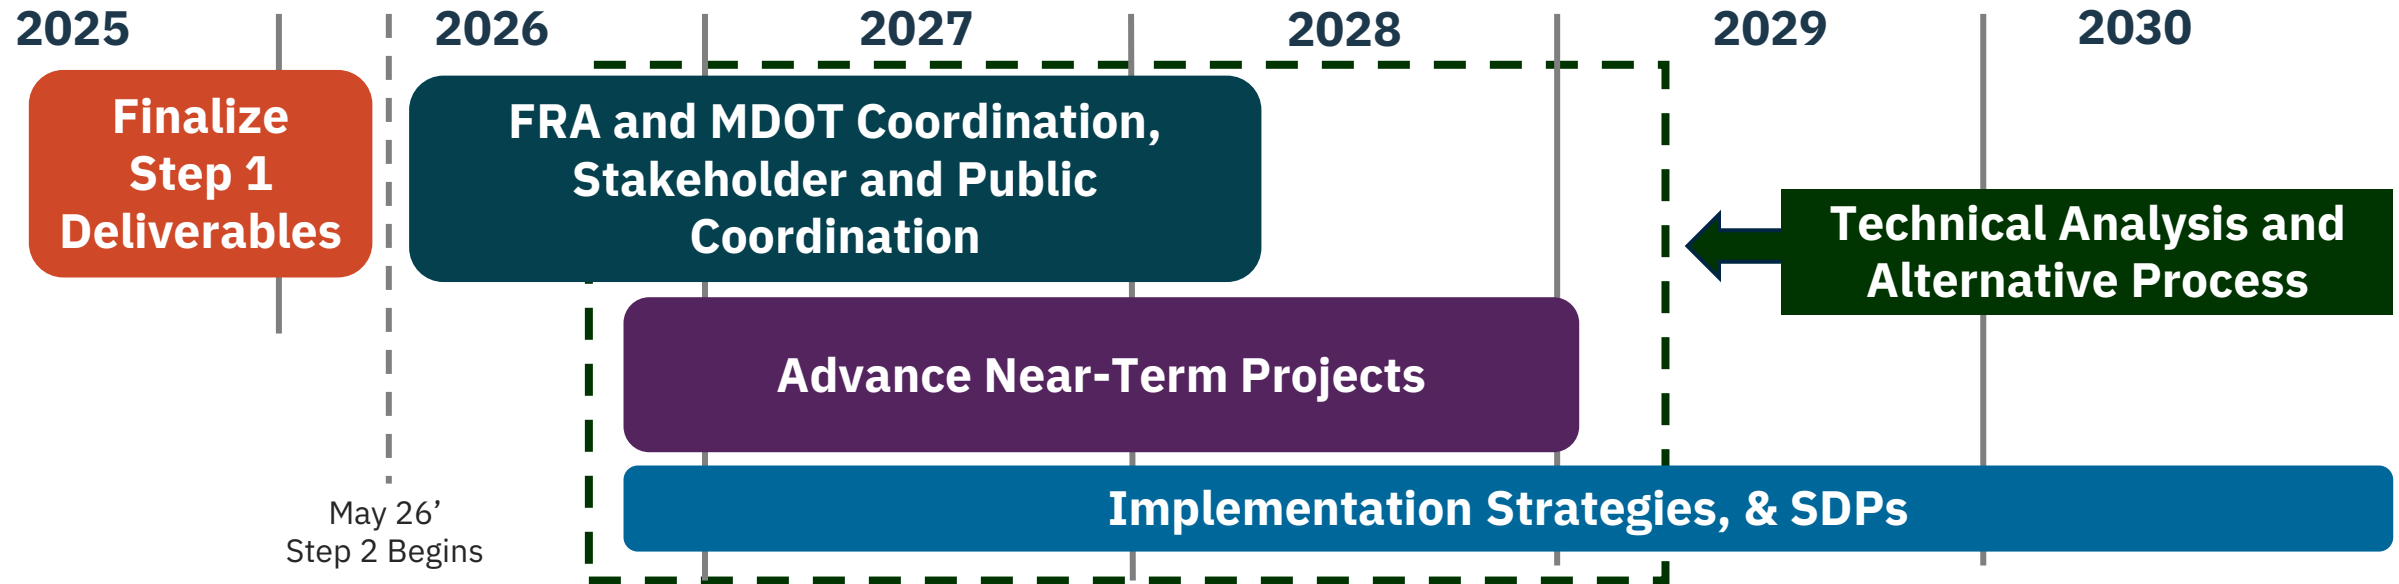 2025 2026 2027 2028 2029 2030
Finalize
Step 1
Deliverables
FRA and MDOT Coordination,
Stakeholder and Public
Coordination
Technical Analysis and
Alternative Process
Advance Near-Term Projects
Implementation Strategies, & SDPs
May 26’
Step 2 Begins